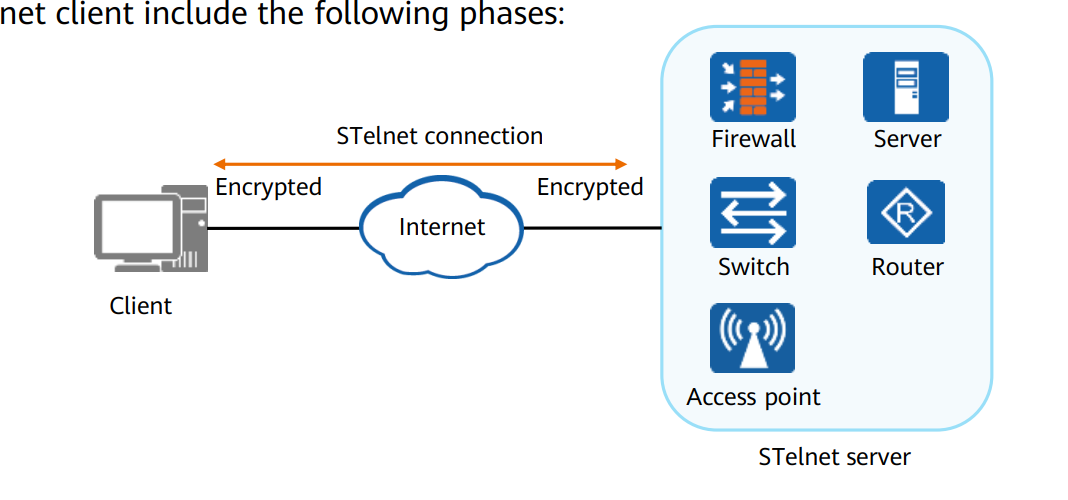 net client include the following phases:
STelnet connection
Encrypted
Encrypted
Internet
Client
Firewall
Server
Switch
R
Router
Access point
STelnet server